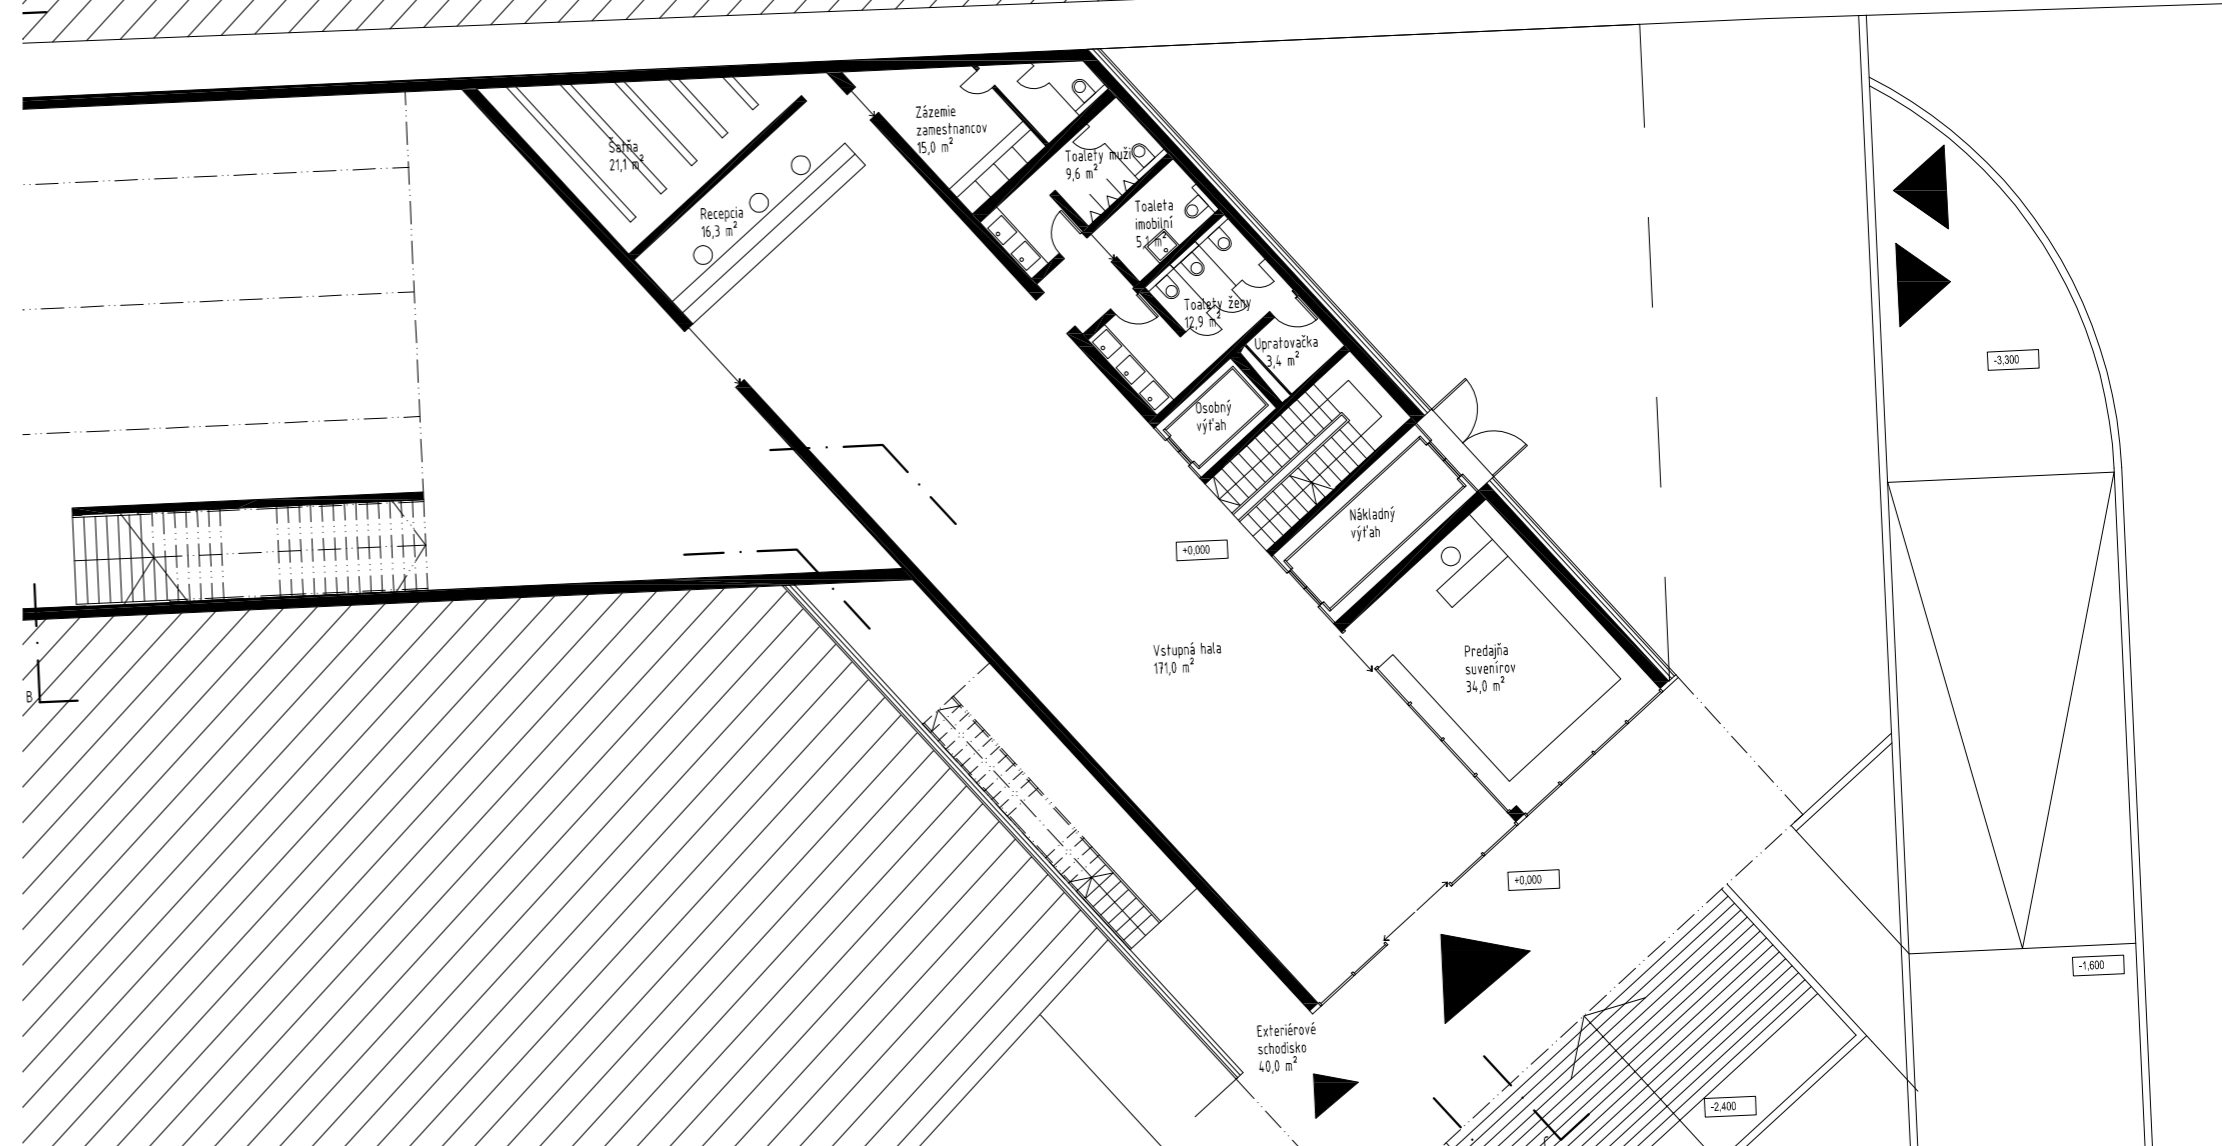 Zázemie
zamestnancov
15,0 m²
Šatňa
21,1 m²
Toalety muži
9,6 m²
Recepcia
16,3 m²
Toaleta
imobilní
5,1 m²
Toalety ženy
12,9 m²
Upratovačka
3,4 m²
-3,300
Osobný
výťah
Nákladný
výťah
+0,000
Vstupná hala
171,0 m²
Predajňa
suvenírov
34,0 m²
B
+0,000
-1,600
Exteriérové
schodisko
40,0 m²
-2,400